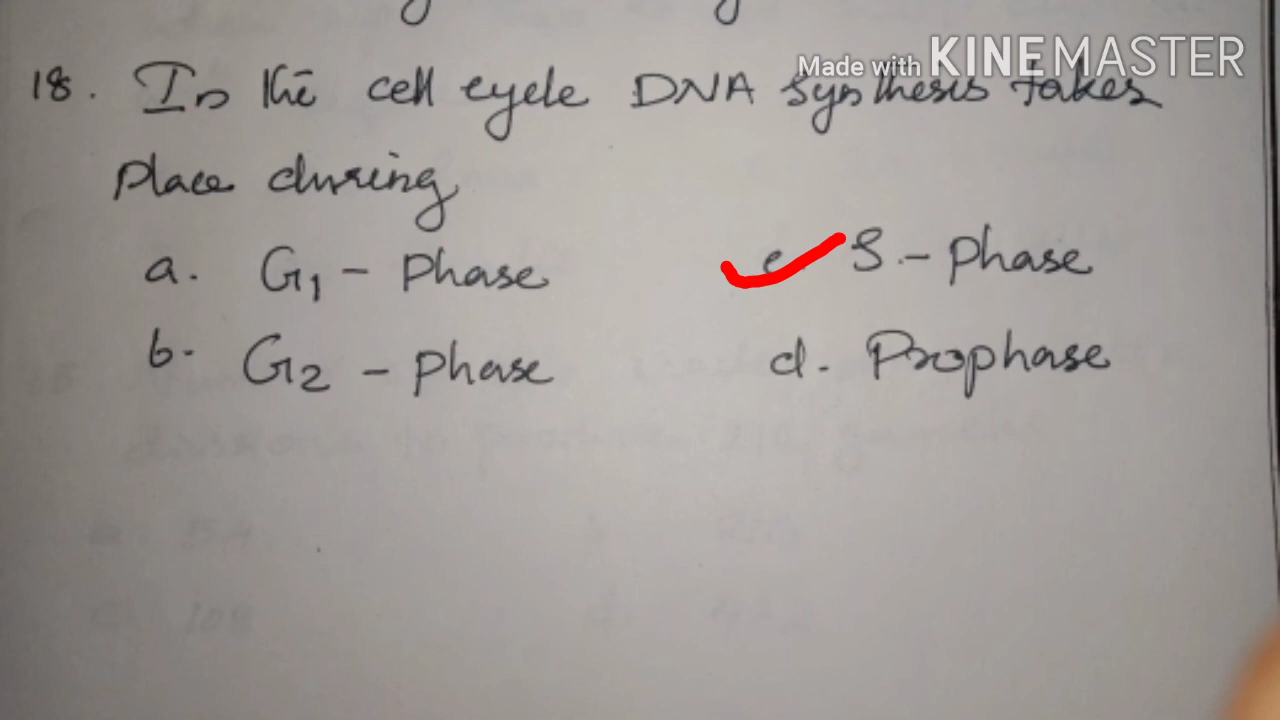 Made with KINEMASTER
18. In the cell cycle DNA synthesis takes
place during
a. G1 - Phase
c. S - Phase
b. G2 - Phase
d. Prophase